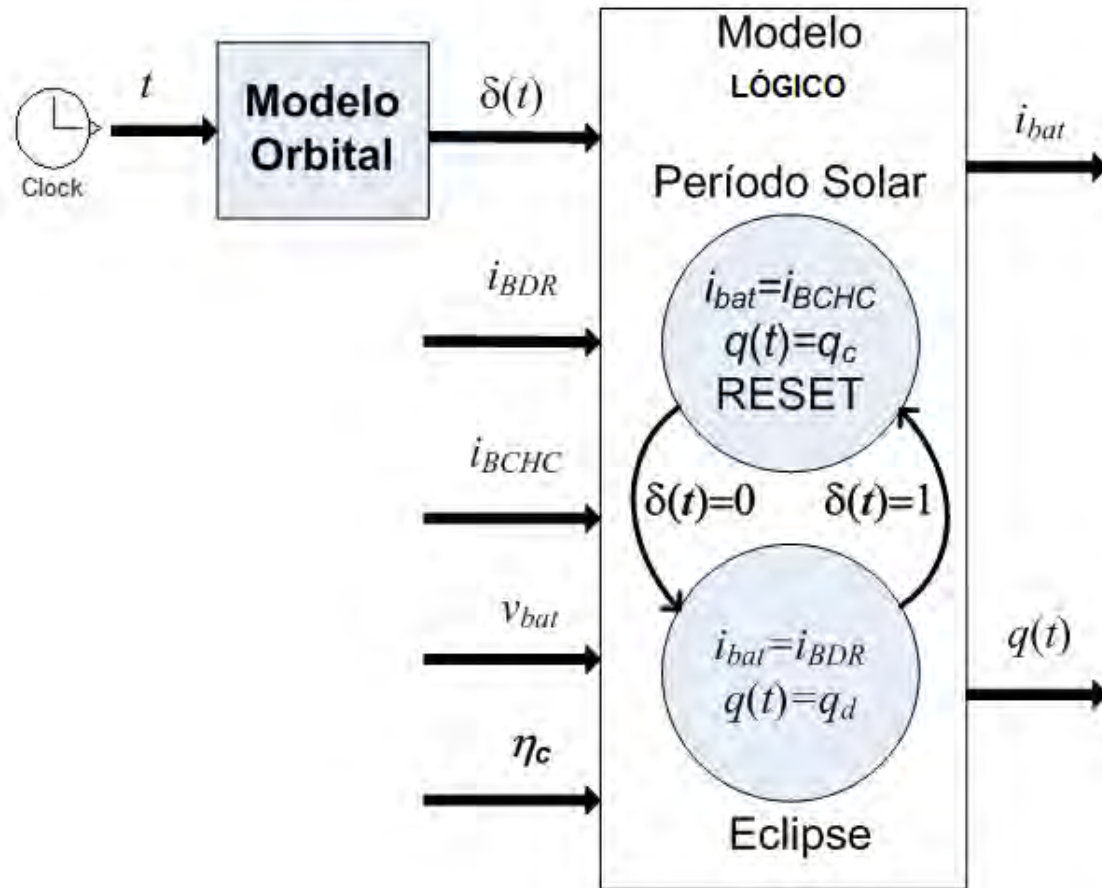 Clock
t
Modelo
Orbital
δ(t)
i_BDR
i_BCHC
v_bat
η_c
Modelo
LÓGICO
Período Solar
i_bat=i_BCHC
q(t)=q_c
RESET
δ(t)=0
δ(t)=1
i_bat=i_BDR
q(t)=q_d
Eclipse
i_bat
q(t)